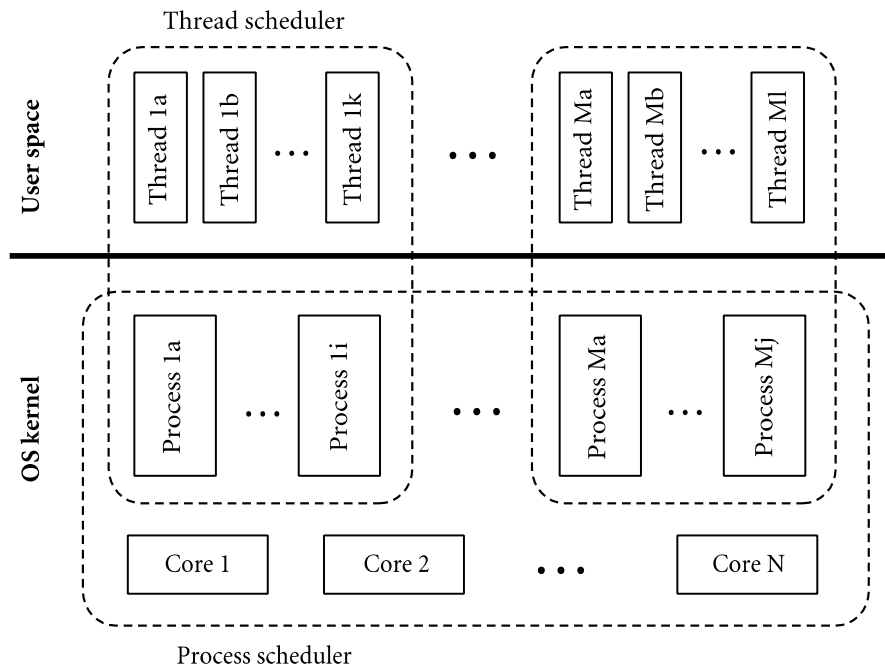 Thread scheduler
User space
Thread 1a
Thread 1b
...
Thread 1k
...
Thread Ma
Thread Mb
...
Thread Ml
OS kernel
Process 1a
...
Process 1i
...
Process Ma
...
Process Mj
Core 1
Core 2
...
Core N
Process scheduler